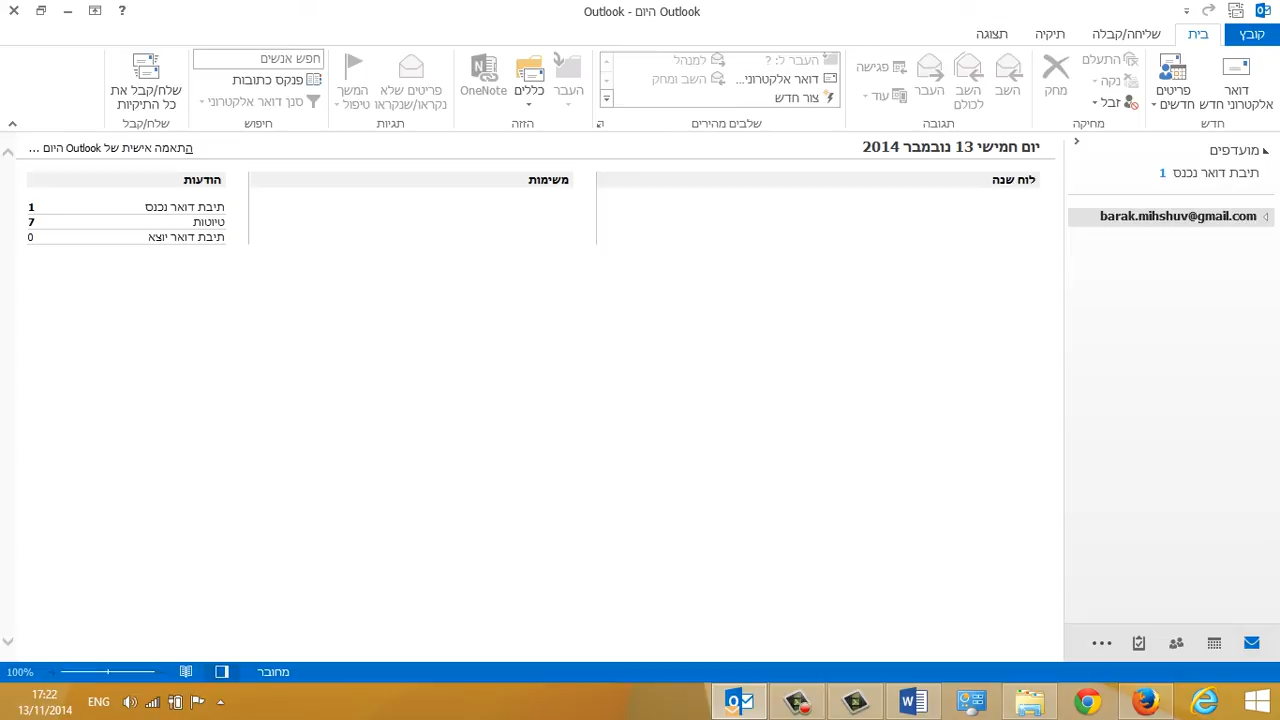 Outlook היום - Outlook
קובץ
בית
שליחה/קבלה
תיקיה
תצוגה
דואר אלקטרוני חדש
פריטים חדשים
חדש
התעלם
נקה
זבל
מחק
מחיקה
השב
השב לכולם
העבר
פגישה
עוד
תגובה
העבר ל: ?
דואר אלקטרוני...
צור חדש
למנהל
השב ומחק
שלבים מהירים
העבר
כללים
OneNote
הזזה
פריטים שלא נקראו/שנקראו
המשך טיפול
תגיות
חפש אנשים
פנקס כתובות
סנן דואר אלקטרוני
חיפוש
שלח/קבל את כל התיקיות
שלח/קבל
מועדפים
תיבת דואר נכנס 1
barak.mihshuv@gmail.com
יום חמישי 13 נובמבר 2014
התאמה אישית של Outlook היום ...
לוח שנה
משימות
הודעות
תיבת דואר נכנס 1
טיוטות 7
תיבת דואר יוצא 0
מחובר
100%
ENG
17:22
13/11/2014